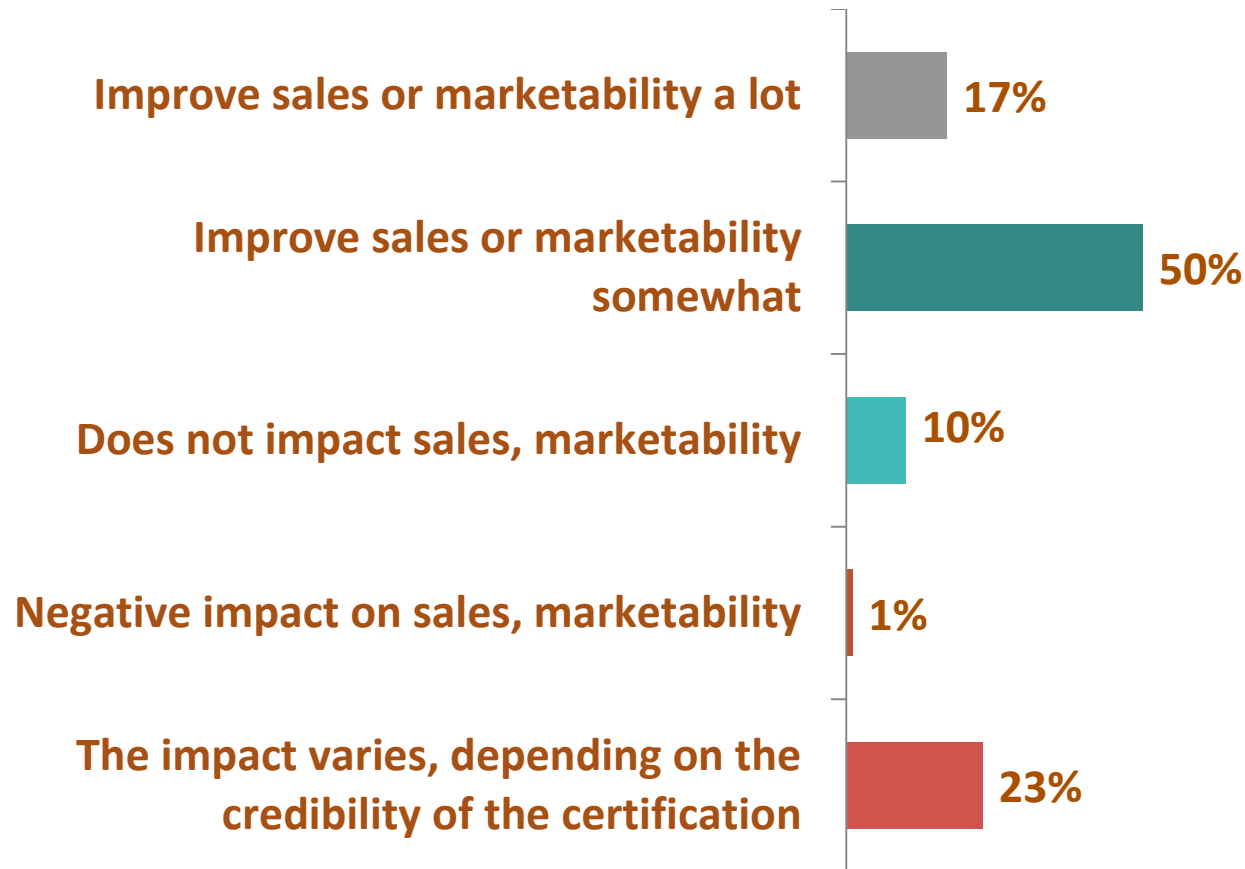 Improve sales or marketability a lot
17%
Improve sales or marketability
somewhat
50%
Does not impact sales, marketability
10%
Negative impact on sales, marketability
1%
The impact varies, depending on the
credibility of the certification
23%